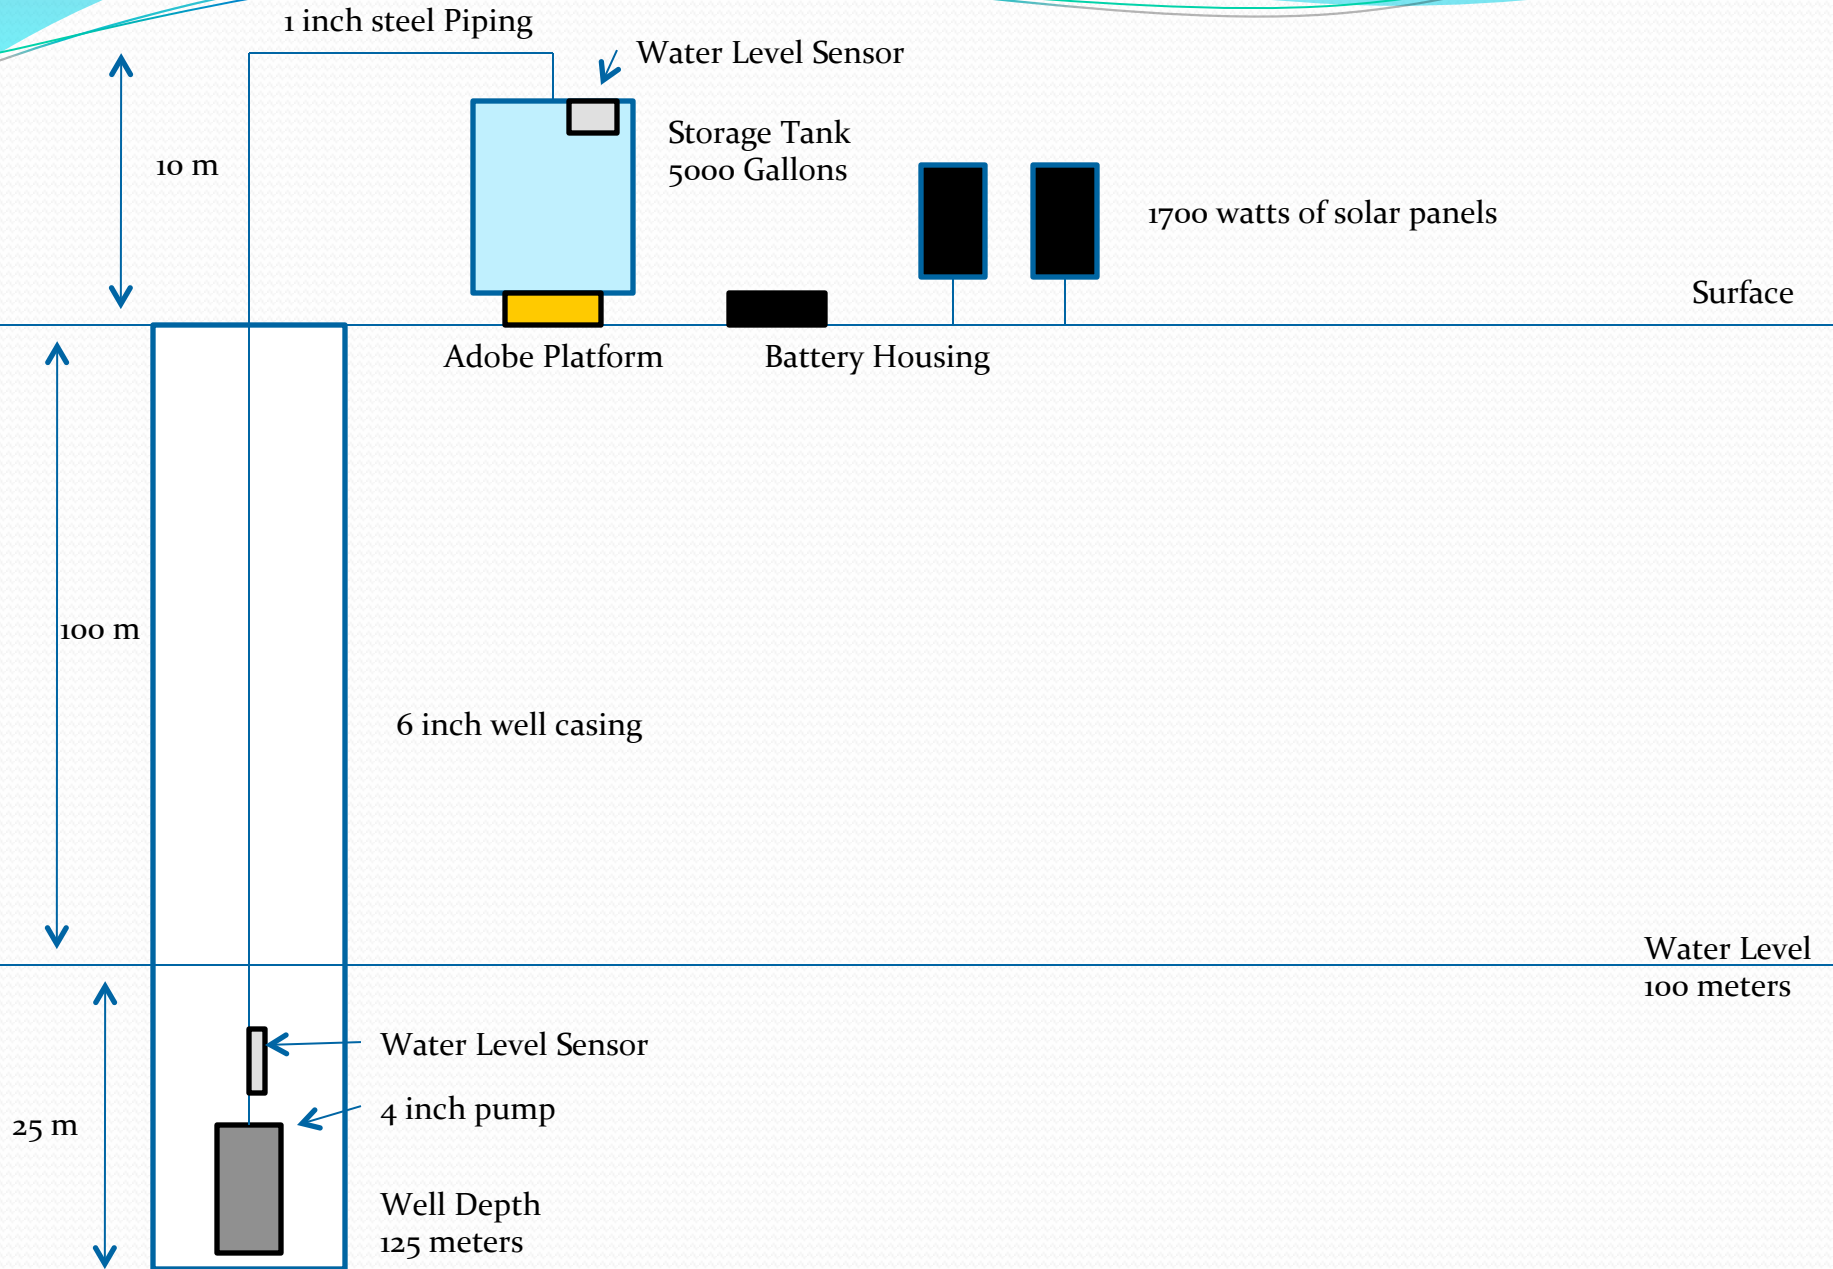 1 inch steel Piping
Water Level Sensor
10 m
Storage Tank
5000 Gallons
1700 watts of solar panels
Surface
Adobe Platform
Battery Housing
100 m
6 inch well casing
Water Level
100 meters
Water Level Sensor
4 inch pump
25 m
Well Depth
125 meters